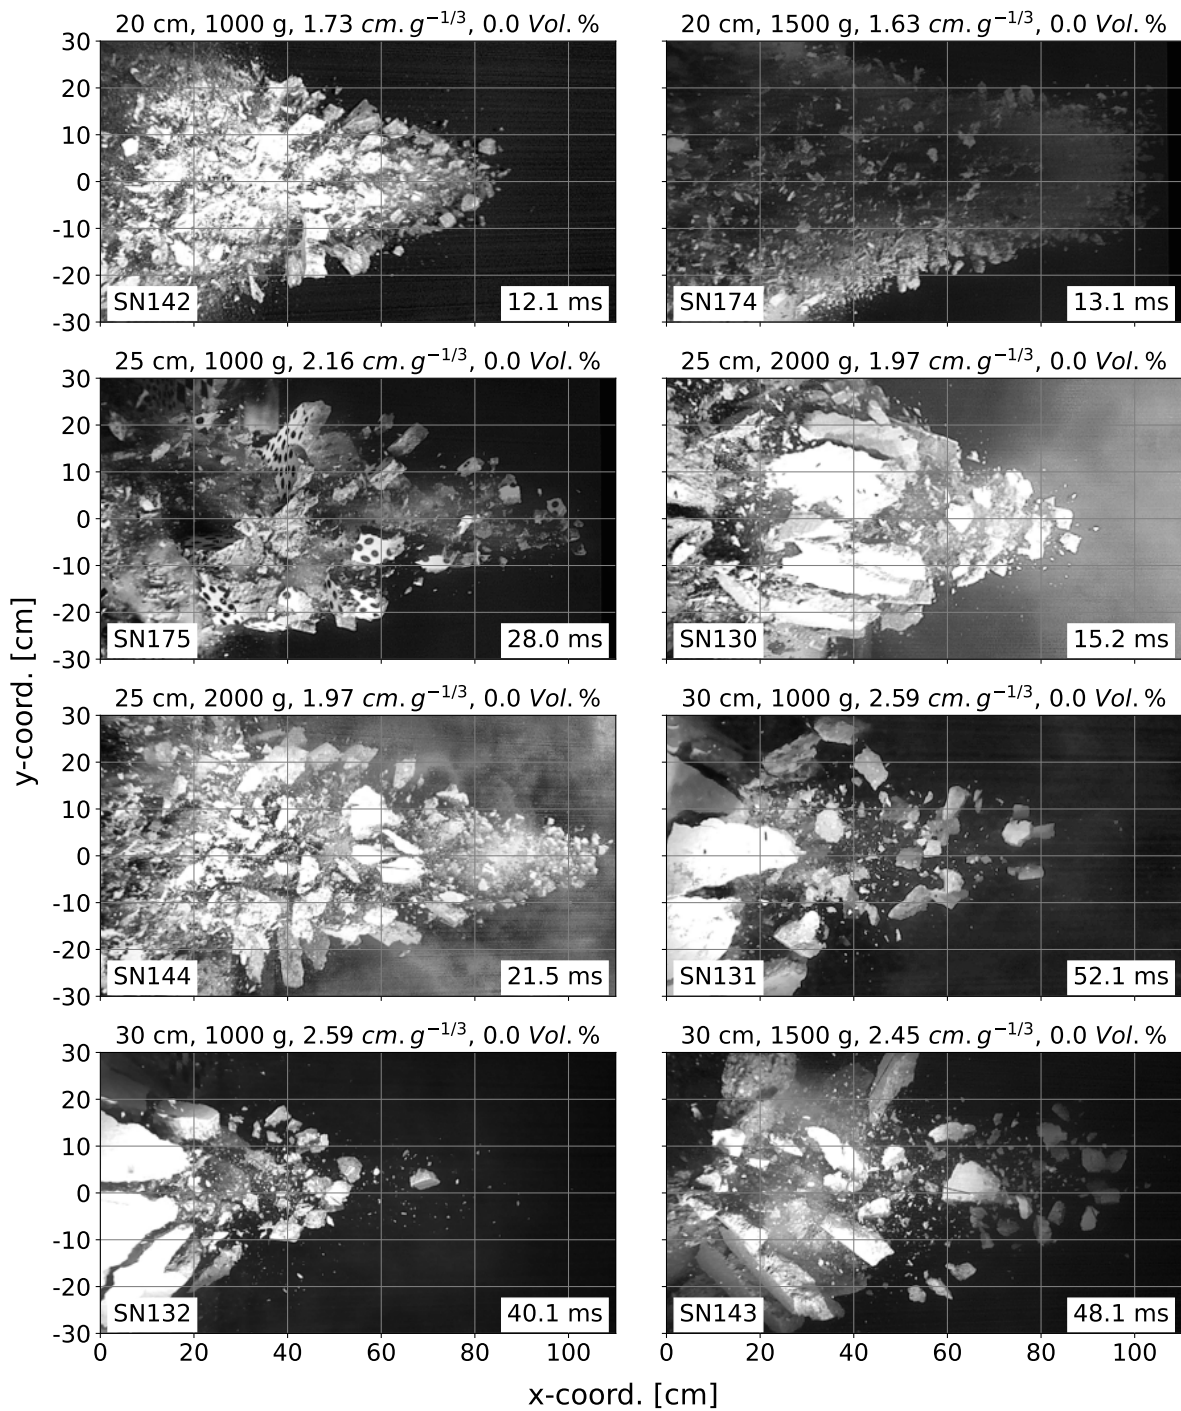 20 cm, 1000 g, 1.73 cm.g⁻¹/³, 0.0 Vol.%
20 cm, 1500 g, 1.63 cm.g⁻¹/³, 0.0 Vol.%
30
20
10
0
-10
-20
-30
SN142
12.1 ms
SN174
13.1 ms
25 cm, 1000 g, 2.16 cm.g⁻¹/³, 0.0 Vol.%
25 cm, 2000 g, 1.97 cm.g⁻¹/³, 0.0 Vol.%
30
20
10
0
-10
-20
-30
SN175
28.0 ms
SN130
15.2 ms
y-coord. [cm]
25 cm, 2000 g, 1.97 cm.g⁻¹/³, 0.0 Vol.%
30 cm, 1000 g, 2.59 cm.g⁻¹/³, 0.0 Vol.%
30
20
10
0
-10
-20
-30
SN144
21.5 ms
SN131
52.1 ms
30 cm, 1000 g, 2.59 cm.g⁻¹/³, 0.0 Vol.%
30 cm, 1500 g, 2.45 cm.g⁻¹/³, 0.0 Vol.%
30
20
10
0
-10
-20
-30
SN132
40.1 ms
SN143
48.1 ms
0 20 40 60 80 100
0 20 40 60 80 100
x-coord. [cm]